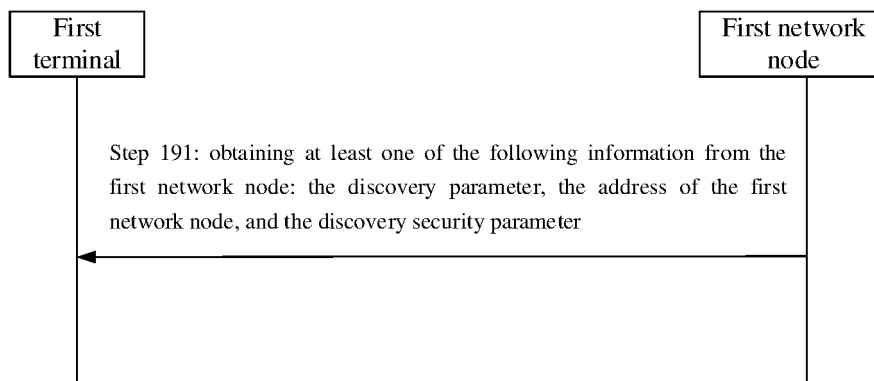 First
terminal
First network
node
Step 191: obtaining at least one of the following information from the
first network node: the discovery parameter, the address of the first
network node, and the discovery security parameter